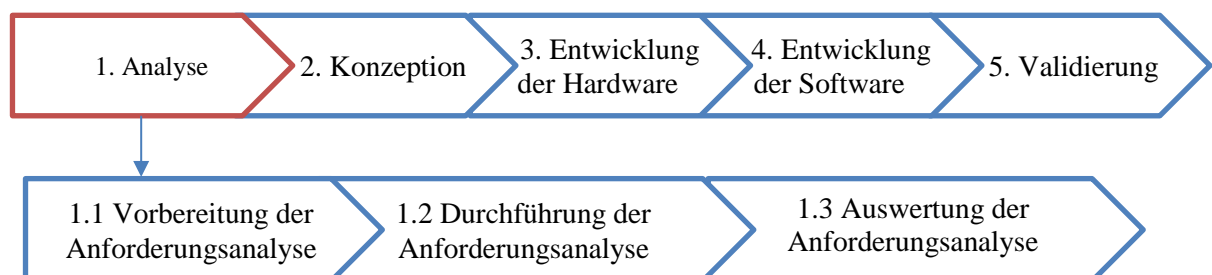 1. Analyse
2. Konzeption
3. Entwicklung
der Hardware
4. Entwicklung
der Software
5. Validierung
1.1 Vorbereitung der
Anforderungsanalyse
1.2 Durchführung der
Anforderungsanalyse
1.3 Auswertung der
Anforderungsanalyse